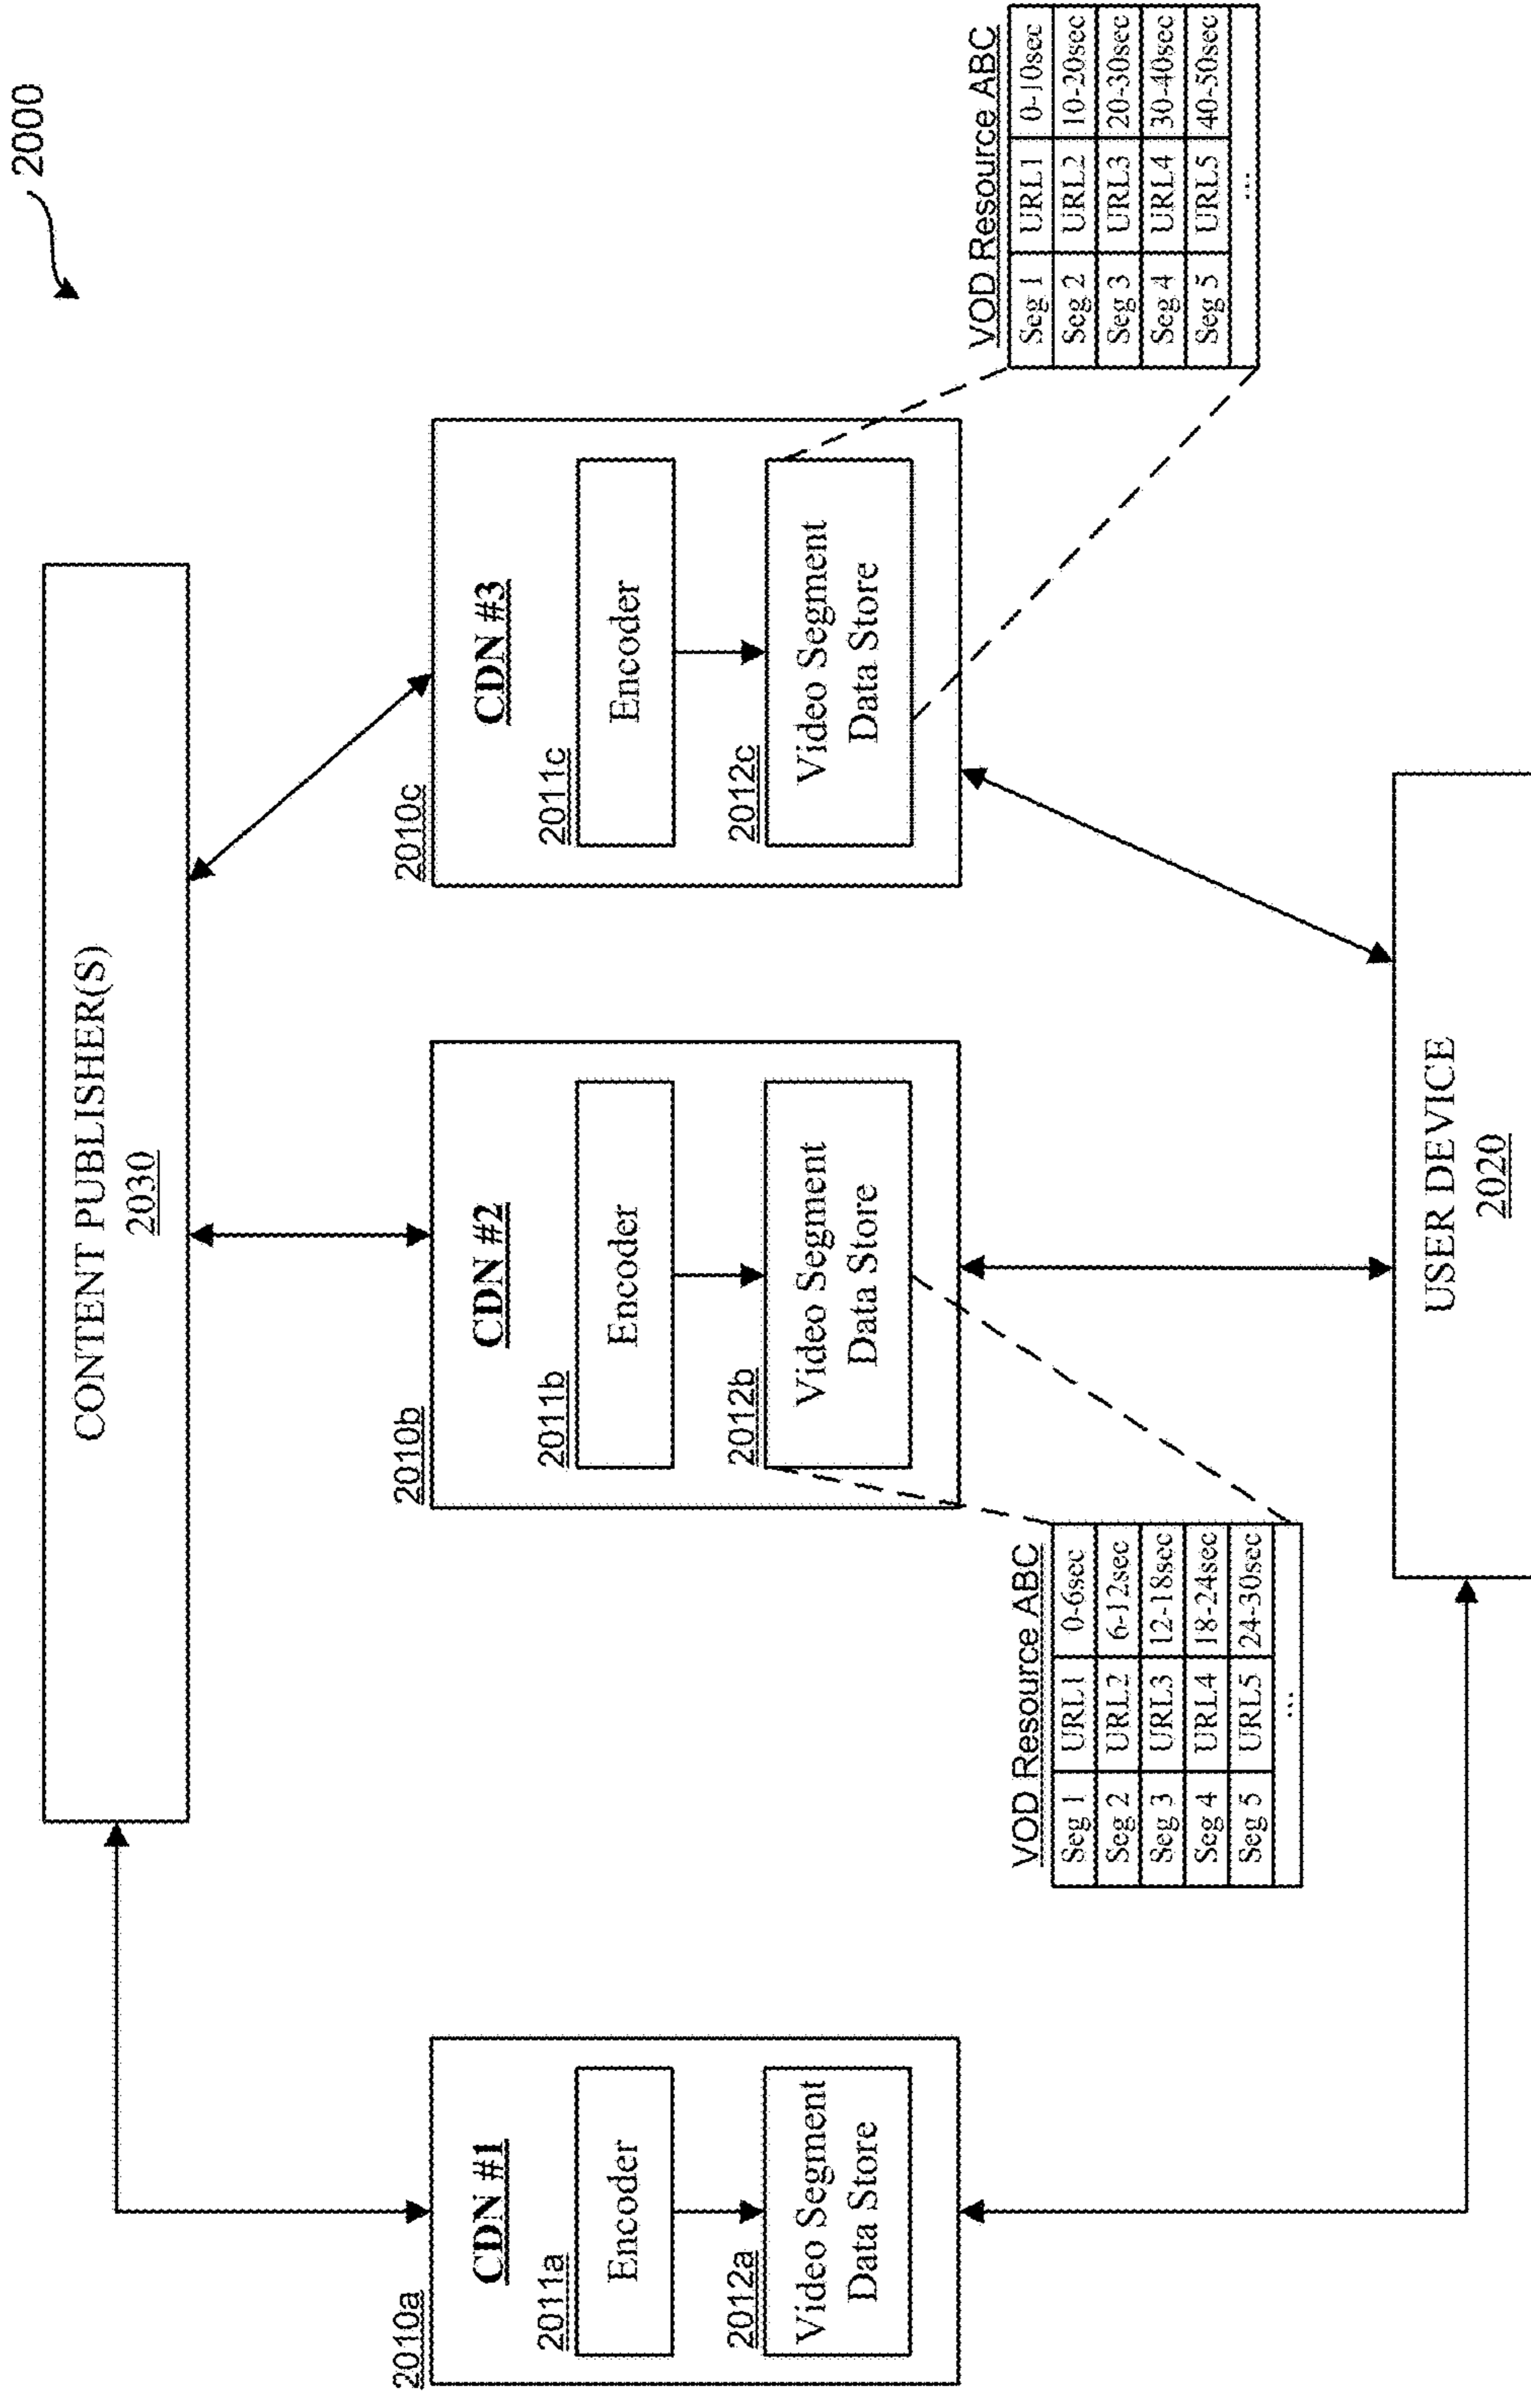 2000
CONTENT PUBLISHER(S)
2030
2010a
CDN #1
2011a
Encoder
2012a
Video Segment
Data Store
2010b
CDN #2
2011b
Encoder
2012b
Video Segment
Data Store
2010c
CDN #3
2011c
Encoder
2012c
Video Segment
Data Store
VOD Resource ABC
Seg 1 URL1 0-6sec
Seg 2 URL2 6-12sec
Seg 3 URL3 12-18sec
Seg 4 URL4 18-24sec
Seg 5 URL5 24-30sec
...
VOD Resource ABC
Seg 1 URL1 0-10sec
Seg 2 URL2 10-20sec
Seg 3 URL3 20-30sec
Seg 4 URL4 30-40sec
Seg 5 URL5 40-50sec
...
USER DEVICE
2020